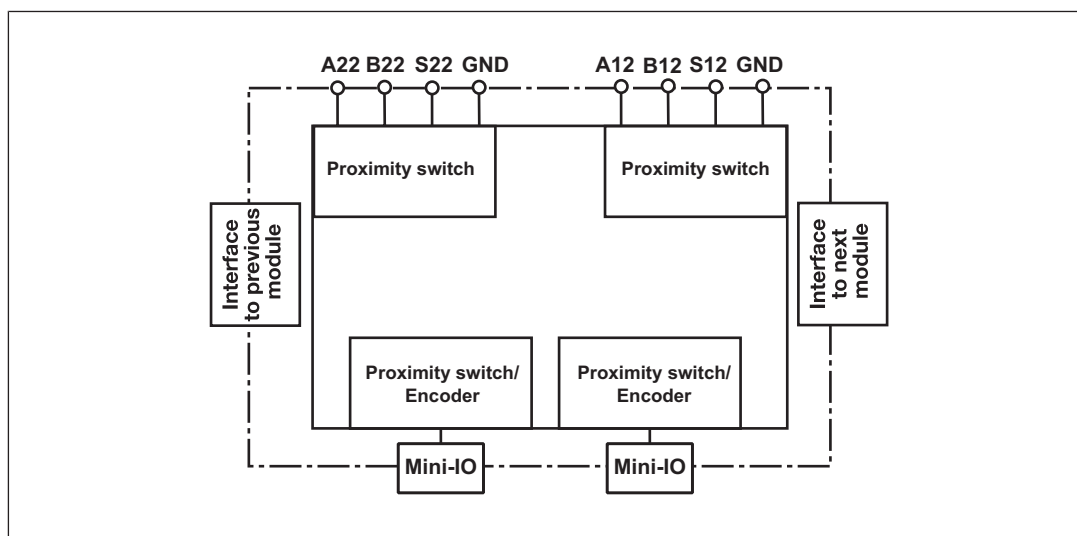 A22 B22 S22 GND
A12 B12 S12 GND
Proximity switch
Proximity switch
Interface
to previous
module
Interface
to next
module
Proximity switch/
Encoder
Proximity switch/
Encoder
Mini-IO
Mini-IO